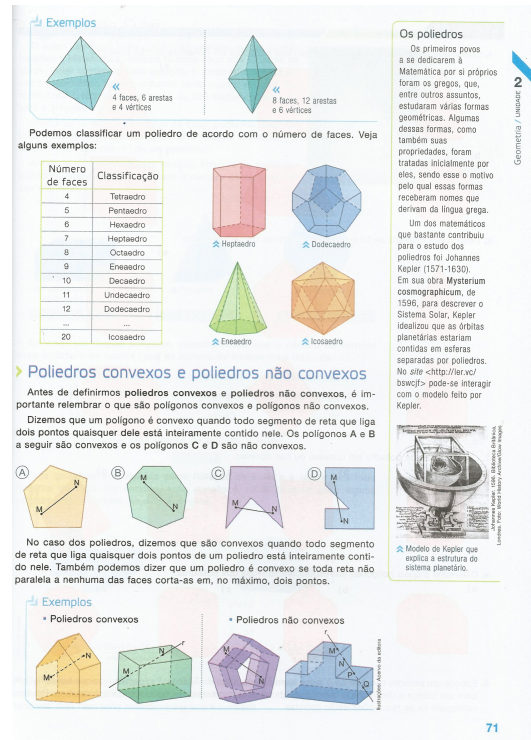 Exemplos
4 faces, 6 arestas
e 4 vértices
8 faces, 12 arestas
e 6 vértices
Podemos classificar um poliedro de acordo com o número de faces. Veja
alguns exemplos:
Número de faces Classificação
4 Tetraedro
5 Pentaedro
6 Hexaedro
7 Heptaedro
8 Octaedro
9 Eneaedro
10 Decaedro
11 Undecaedro
12 Dodecaedro
... ...
20 Icosaedro
Heptaedro
Dodecaedro
Eneaedro
Icosaedro
Poliedros convexos e poliedros não convexos
Antes de definirmos poliedros convexos e poliedros não convexos, é im-
portante relembrar o que são polígonos convexos e polígonos não convexos.
Dizemos que um polígono é convexo quando todo segmento de reta que liga
dois pontos quaisquer dele está inteiramente contido nele. Os polígonos A e B
a seguir são convexos e os polígonos C e D são não convexos.
A M N
B M N
C M N
D M N
No caso dos poliedros, dizemos que são convexos quando todo segmento
de reta que liga quaisquer dois pontos de um poliedro está inteiramente conti-
do nele. Também podemos dizer que um poliedro é convexo se toda reta não
paralela a nenhuma das faces corta-as em, no máximo, dois pontos.
Exemplos
Poliedros convexos
Poliedros não convexos
M N
M N r
M N
r M N P Q
Ilustrações: Acervo da editora
Os poliedros
Os primeiros povos
a se dedicarem à
Matemática por si próprios
foram os gregos, que,
entre outros assuntos,
estudaram várias formas
geométricas. Algumas
dessas formas, como
também suas
propriedades, foram
tratadas inicialmente por
eles, sendo esse o motivo
pelo qual essas formas
receberam nomes que
derivam da língua grega.
Um dos matemáticos
que bastante contribuiu
para o estudo dos
poliedros foi Johannes
Kepler (1571-1630).
Em sua obra Mysterium
cosmographicum, de
1596, para descrever o
Sistema Solar, Kepler
idealizou que as órbitas
planetárias estariam
contidas em esferas
separadas por poliedros.
No site <http://ler.vc/
bswcjf> pode-se interagir
com o modelo feito por
Kepler.
Johannes Kepler. 1596. Biblioteca Britânica,
Londres. Foto: World History Archive/Glow Images
Modelo de Kepler que
explica a estrutura do
sistema planetário.
2
Geometria / UNIDADE
71